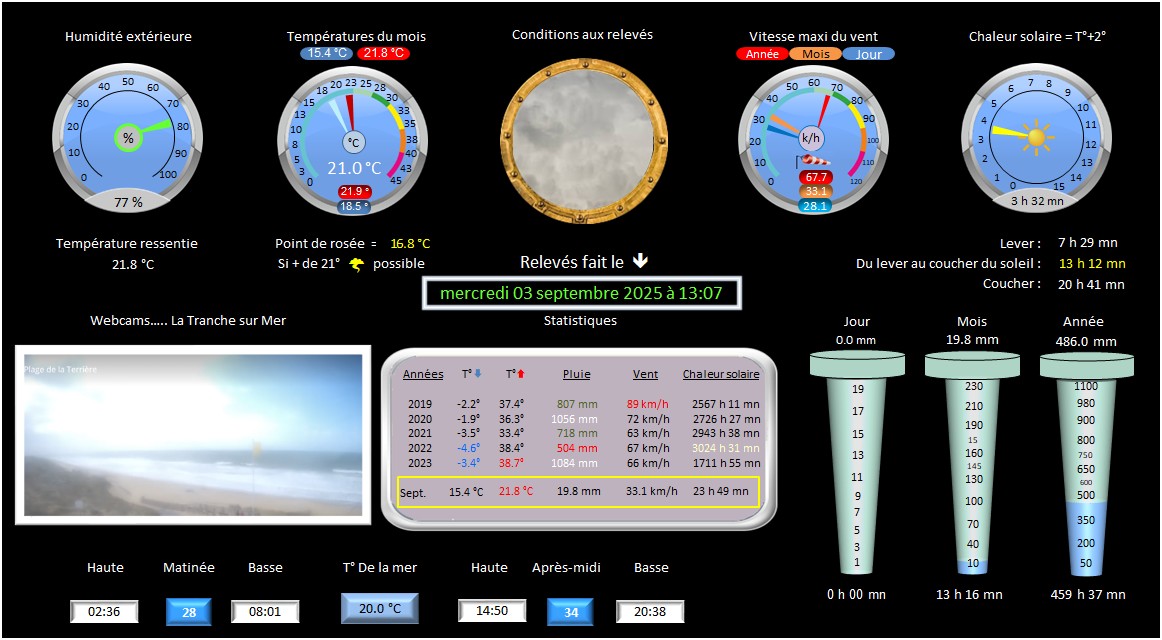 Humidité extérieure
Températures du mois
Conditions aux relevés
Vitesse maxi du vent
Chaleur solaire = T°+2°
15.4 °C 21.8 °C
Année Mois Jour
0 10 20 30 40 50 60 70 80 90 100
%
77 %
0 3 5 8 10 13 15 18 20 23 25 28 30 33 35 38 40 43 45
°C
21.0 °C
21.9 °
18.5 °
0 10 20 30 40 50 60 70 80 90 100 110 120
k/h
67.7
33.1
28.1
0 1 2 3 4 5 6 7 8 9 10 11 12 13 14 15
3 h 32 mn
Température ressentie
21.8 °C
Point de rosée = 16.8 °C
Si + de 21° possible
Relevés fait le
mercredi 03 septembre 2025 à 13:07
Lever : 7 h 29 mn
Du lever au coucher du soleil : 13 h 12 mn
Coucher : 20 h 41 mn
Webcams..... La Tranche sur Mer
Plage de la Terrière
Statistiques
Années T° T° Pluie Vent Chaleur solaire
2019 -2.2° 37.4° 807 mm 89 km/h 2567 h 11 mn
2020 -1.9° 36.3° 1056 mm 72 km/h 2726 h 27 mn
2021 -3.5° 33.4° 718 mm 63 km/h 2943 h 38 mn
2022 -4.6° 38.4° 504 mm 67 km/h 3024 h 31 mn
2023 -3.4° 38.7° 1084 mm 66 km/h 1711 h 55 mn
Sept. 15.4 °C 21.8 °C 19.8 mm 33.1 km/h 23 h 49 mn
Jour
0.0 mm
19
17
15
13
11
9
7
5
3
1
0 h 00 mn
Mois
19.8 mm
230
210
190
15
160
145
130
100
70
40
10
13 h 16 mn
Année
486.0 mm
1100
980
900
800
750
650
600
500
350
200
50
459 h 37 mn
Haute Matinée Basse
02:36 28 08:01
T° De la mer
20.0 °C
Haute Après-midi Basse
14:50 34 20:38